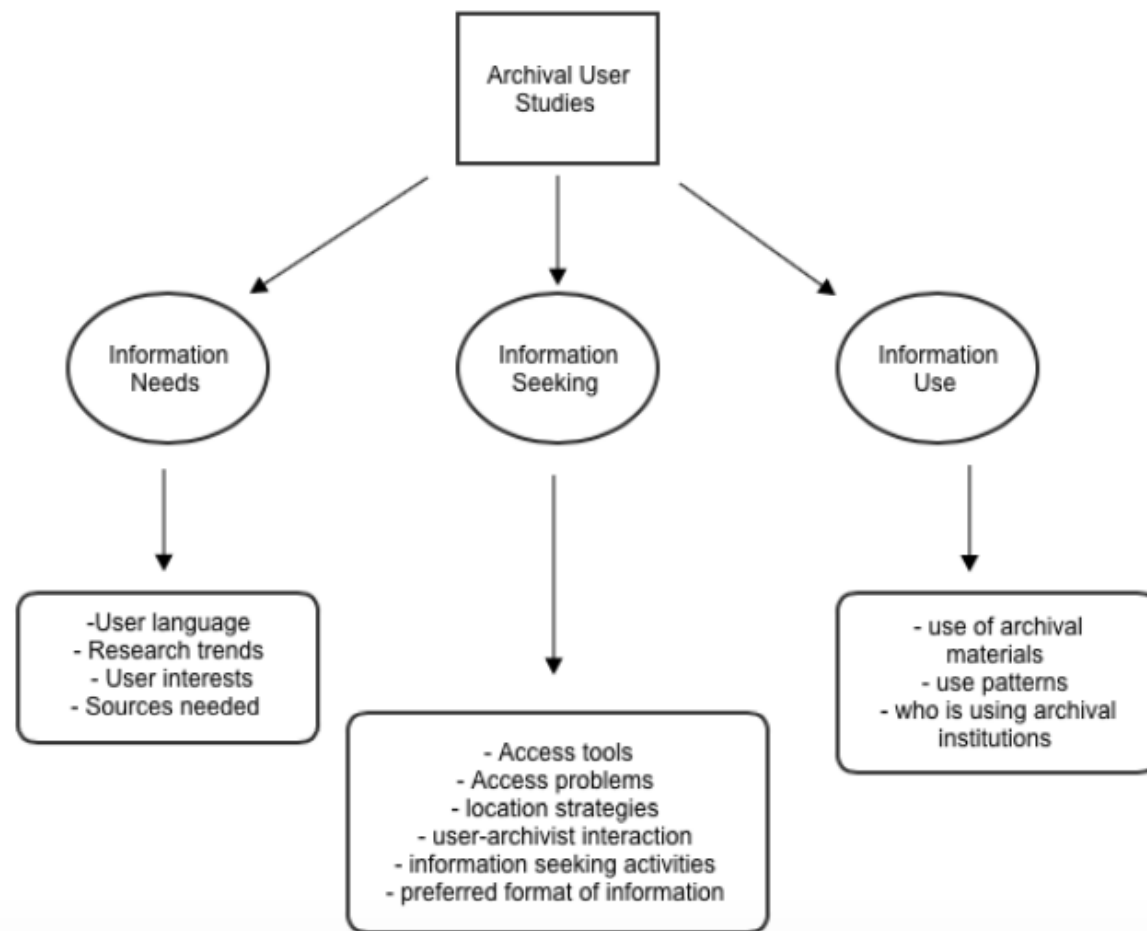 Archival User
Studies
Information
Needs
Information
Seeking
Information
Use
-User language
- Research trends
- User interests
- Sources needed
- Access tools
- Access problems
- location strategies
- user-archivist interaction
- information seeking activities
- preferred format of information
- use of archival
materials
- use patterns
- who is using archival
institutions